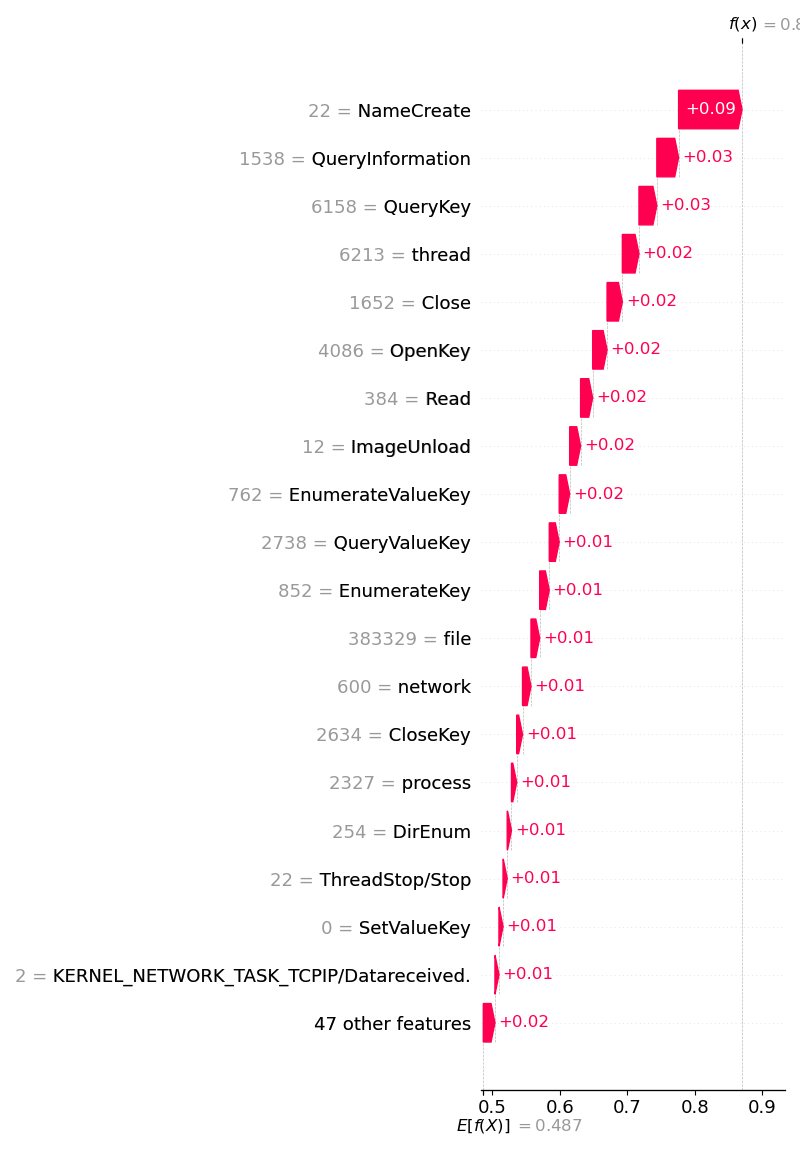 f(x) = 0.8
22 = NameCreate +0.09
1538 = QueryInformation +0.03
6158 = QueryKey +0.03
6213 = thread +0.02
1652 = Close +0.02
4086 = OpenKey +0.02
384 = Read +0.02
12 = ImageUnload +0.02
762 = EnumerateValueKey +0.02
2738 = QueryValueKey +0.01
852 = EnumerateKey +0.01
383329 = file +0.01
600 = network +0.01
2634 = CloseKey +0.01
2327 = process +0.01
254 = DirEnum +0.01
22 = ThreadStop/Stop +0.01
0 = SetValueKey +0.01
2 = KERNEL_NETWORK_TASK_TCPIP/Datareceived. +0.01
47 other features +0.02
0.5 0.6 0.7 0.8 0.9
E[f(X)] = 0.487